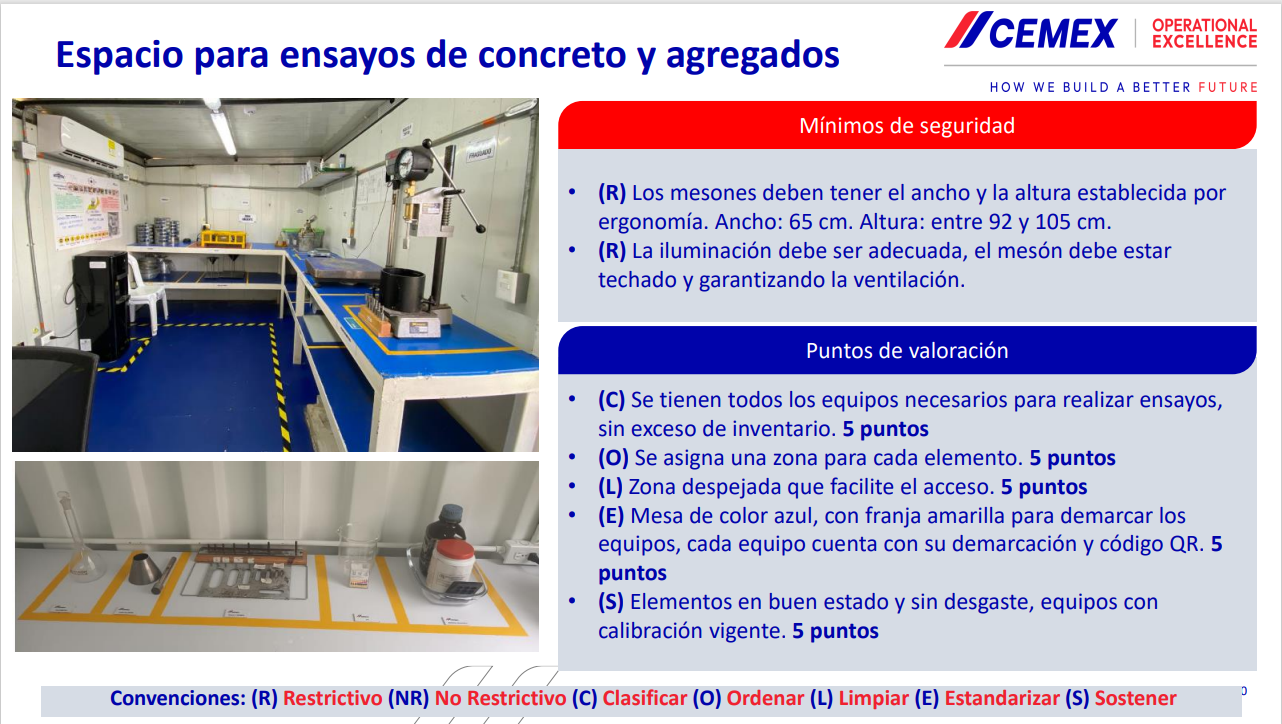 Espacio para ensayos de concreto y agregados
CEMEX
OPERATIONAL
EXCELLENCE
HOW WE BUILD A BETTER FUTURE
Mínimos de seguridad
• (R) Los mesones deben tener el ancho y la altura establecida por
ergonomía. Ancho: 65 cm. Altura: entre 92 y 105 cm.
• (R) La iluminación debe ser adecuada, el mesón debe estar
techado y garantizando la ventilación.
Puntos de valoración
• (C) Se tienen todos los equipos necesarios para realizar ensayos,
sin exceso de inventario. 5 puntos
• (O) Se asigna una zona para cada elemento. 5 puntos
• (L) Zona despejada que facilite el acceso. 5 puntos
• (E) Mesa de color azul, con franja amarilla para demarcar los
equipos, cada equipo cuenta con su demarcación y código QR. 5
puntos
• (S) Elementos en buen estado y sin desgaste, equipos con
calibración vigente. 5 puntos
Convenciones: (R) Restrictivo (NR) No Restrictivo (C) Clasificar (O) Ordenar (L) Limpiar (E) Estandarizar (S) Sostener